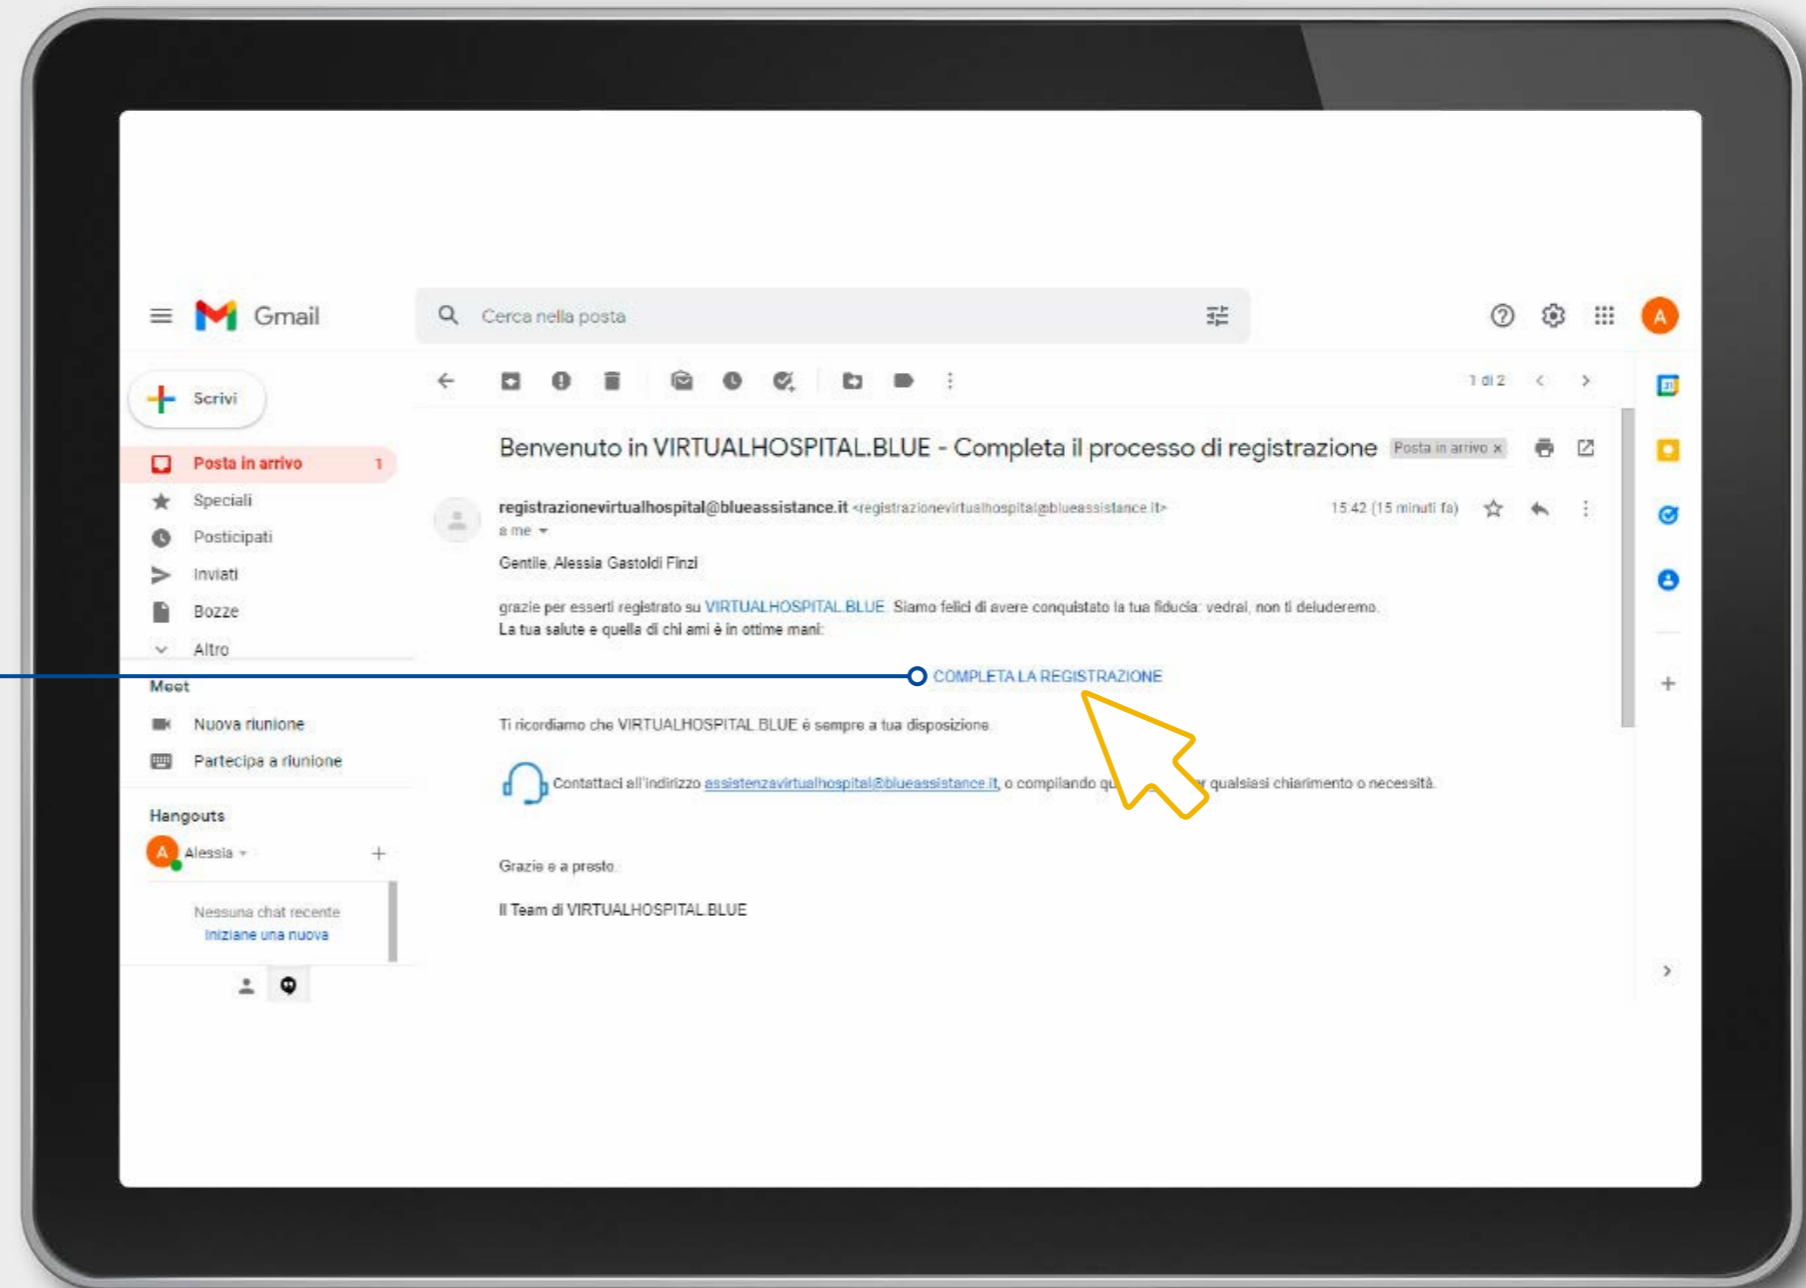 Gmail
Cerca nella posta
A
Scrivi
1 di 2
31
Benvenuto in VIRTUALHOSPITAL.BLUE - Completa il processo di registrazione Posta in arrivo x
Posta in arrivo 1
Speciali
Posticipati
Inviati
Bozze
Altro
registrazionevirtualhospital@blueassistance.it <registrazionevirtualhospital@blueassistance.it>
15:42 (15 minuti fa)
a me
Gentile, Alessia Gastoldi Finzi
grazie per esserti registrato su VIRTUALHOSPITAL.BLUE. Siamo felici di avere conquistato la tua fiducia: vedrai, non ti deluderemo.
La tua salute e quella di chi ami è in ottime mani:
COMPLETA LA REGISTRAZIONE
Meet
Nuova riunione
Partecipa a riunione
Ti ricordiamo che VIRTUALHOSPITAL.BLUE è sempre a tua disposizione.
Contattaci all'indirizzo assistenzavirtualhospital@blueassistance.it, o compilando qualsiasi chiarimento o necessità.
Hangouts
A
Alessia
Grazie e a presto.
Il Team di VIRTUALHOSPITAL.BLUE
Nessuna chat recente
Iniziane una nuova